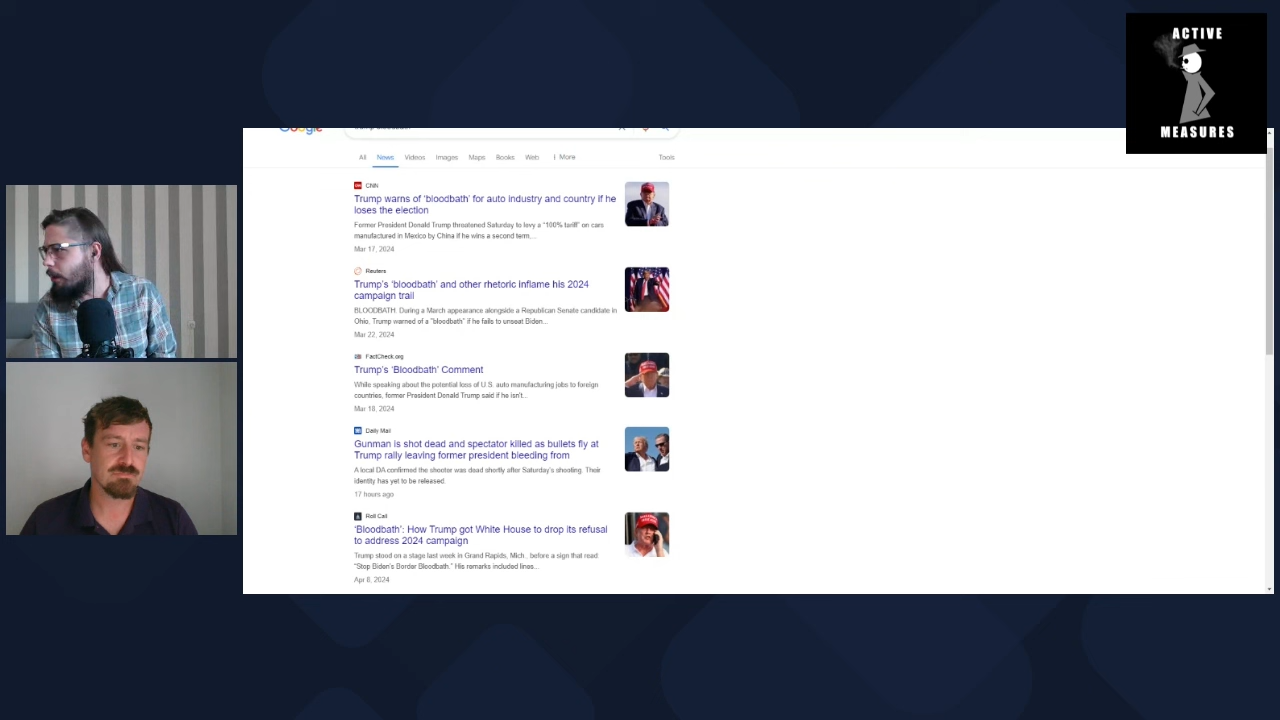 ACTIVE
MEASURES
Google
trump bloodbath
All News Videos Images Maps Books Web More Tools
CNN
Trump warns of ‘bloodbath’ for auto industry and country if he
loses the election
Former President Donald Trump threatened Saturday to levy a “100% tariff” on cars
manufactured in Mexico by China if he wins a second term,...
Mar 17, 2024
Reuters
Trump’s ‘bloodbath’ and other rhetoric inflame his 2024
campaign trail
BLOODBATH: During a March appearance alongside a Republican Senate candidate in
Ohio, Trump warned of a “bloodbath” if he fails to unseat Biden...
Mar 22, 2024
FactCheck.org
Trump’s ‘Bloodbath’ Comment
While speaking about the potential loss of U.S. auto manufacturing jobs to foreign
countries, former President Donald Trump said if he isn't...
Mar 18, 2024
Daily Mail
Gunman is shot dead and spectator killed as bullets fly at
Trump rally leaving former president bleeding from
A local DA confirmed the shooter was dead shortly after Saturday's shooting. Their
identity has yet to be released.
17 hours ago
Roll Call
‘Bloodbath’: How Trump got White House to drop its refusal
to address 2024 campaign
Trump stood on a stage last week in Grand Rapids, Mich., before a sign that read:
“Stop Biden's Border Bloodbath.” His remarks included lines...
Apr 8, 2024